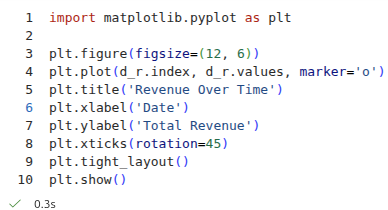 1 import matplotlib.pyplot as plt
2
3 plt.figure(figsize=(12, 6))
4 plt.plot(d_r.index, d_r.values, marker='o')
5 plt.title('Revenue Over Time')
6 plt.xlabel('Date')
7 plt.ylabel('Total Revenue')
8 plt.xticks(rotation=45)
9 plt.tight_layout()
10 plt.show()
0.3s